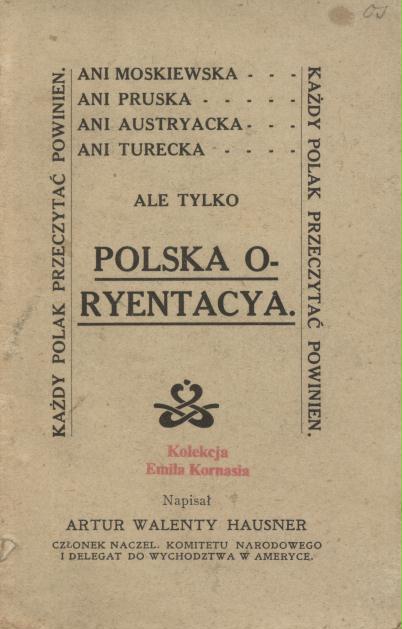 OJ
KAŻDY POLAK PRZECZYTAĆ POWINIEN.
ANI MOSKIEWSKA - - -
ANI PRUSKA - - - - -
ANI AUSTRYACKA - - -
ANI TURECKA - - - -
ALE TYLKO
POLSKA O-
RYENTACYA.
KAŻDY POLAK PRZECZYTAĆ POWINIEN.
Kolekcja
Emila Kornasia
Napisał
ARTUR WALENTY HAUSNER
CZŁONEK NACZEL. KOMITETU NARODOWEGO
I DELEGAT DO WYCHODZTWA W AMERYCE.